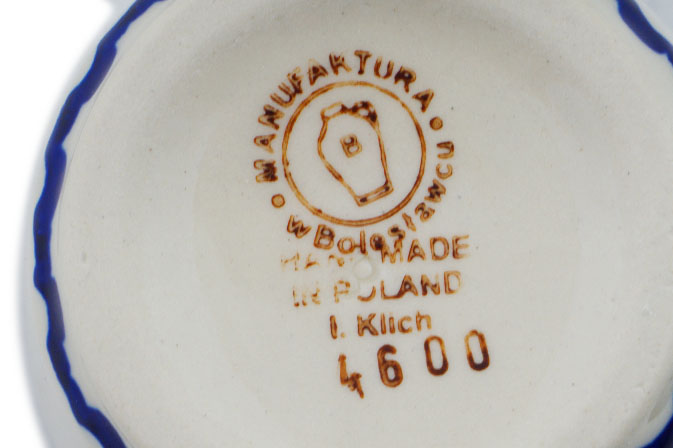 MANUFAKTURA
w Bolesławcu
B
HAND MADE
IN POLAND
I. Klich
4600